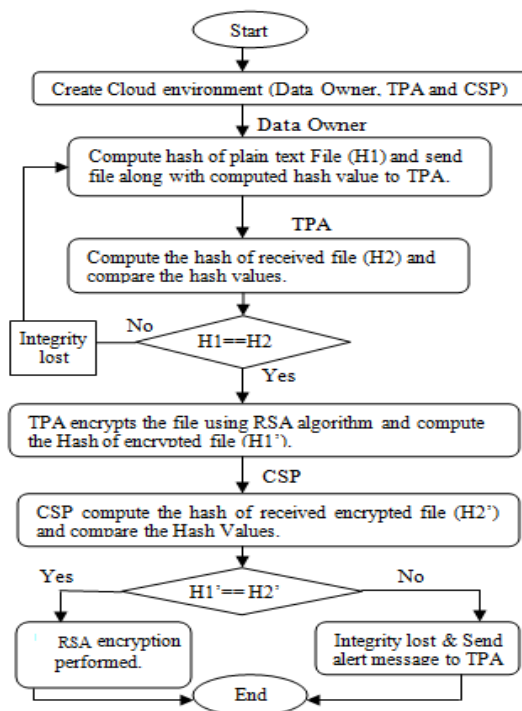 Start
Create Cloud environment (Data Owner, TPA and CSP)
Data Owner
Compute hash of plain text File (H1) and send
file along with computed hash value to TPA.
TPA
Compute the hash of received file (H2) and
compare the hash values.
No
Integrity
lost
H1==H2
Yes
TPA encrypts the file using RSA algorithm and compute
the Hash of encrypted file (H1’).
CSP
CSP compute the hash of received encrypted file (H2’)
and compare the Hash Values.
Yes
H1’== H2’
No
RSA encryption
performed.
Integrity lost & Send
alert message to TPA
End